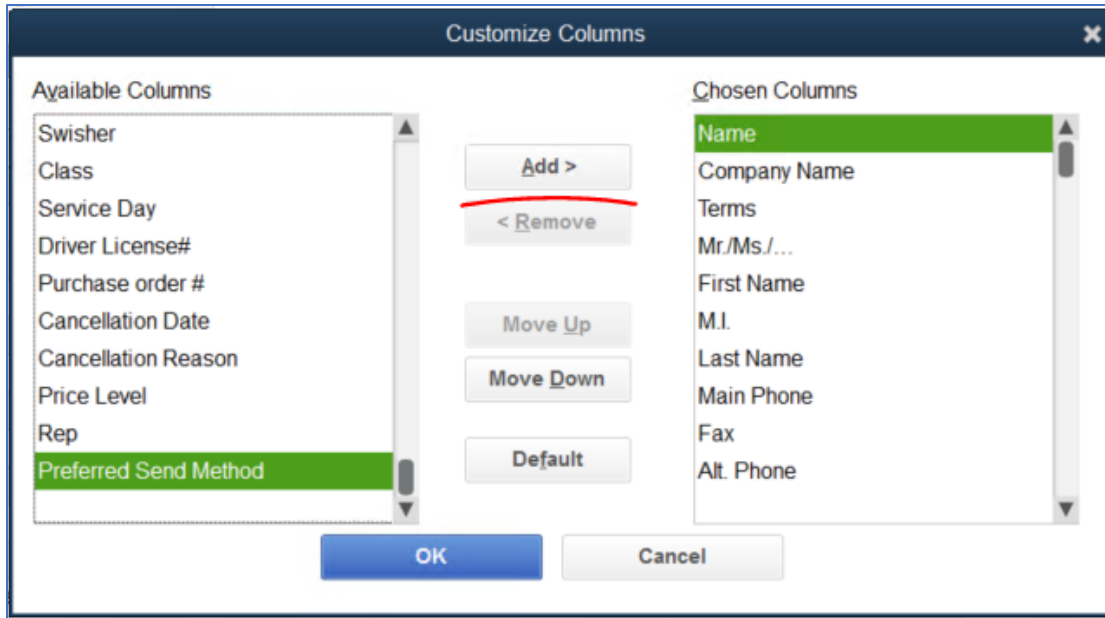 Customize Columns
Available Columns
Swisher
Class
Service Day
Driver License#
Purchase order #
Cancellation Date
Cancellation Reason
Price Level
Rep
Preferred Send Method
Add >
< Remove
Move Up
Move Down
Default
Chosen Columns
Name
Company Name
Terms
Mr./Ms./...
First Name
M.I.
Last Name
Main Phone
Fax
Alt. Phone
OK
Cancel